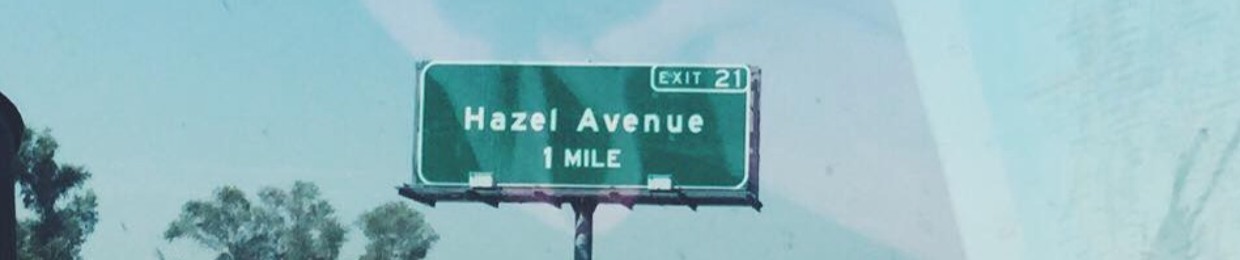 EXIT 21
Hazel Avenue
1 MILE